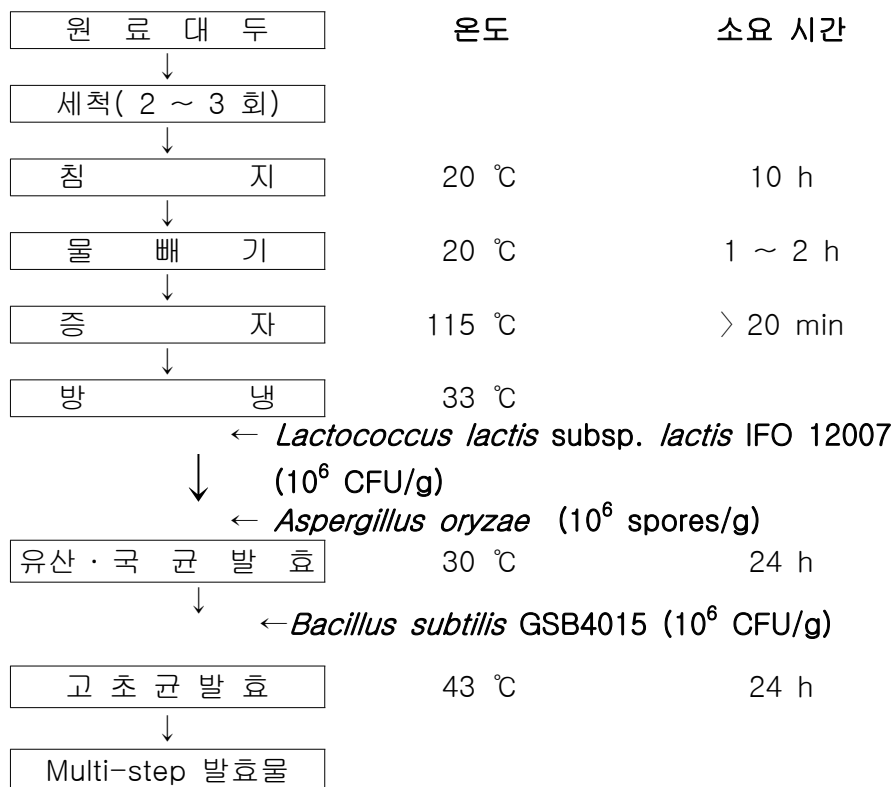 원 료 대 두 온도 소요 시간
↓
세척( 2 ~ 3 회)
↓
침 지 20 ℃ 10 h
↓
물 빼 기 20 ℃ 1 ~ 2 h
↓
증 자 115 ℃ 〉20 min
↓
방 냉 33 ℃
← Lactococcus lactis subsp. lactis IFO 12007
(10⁶ CFU/g)
↓
← Aspergillus oryzae (10⁶ spores/g)
유산 · 국 균 발 효 30 ℃ 24 h
↓
←Bacillus subtilis GSB4015 (10⁶ CFU/g)
고 초 균 발 효 43 ℃ 24 h
↓
Multi-step 발효물